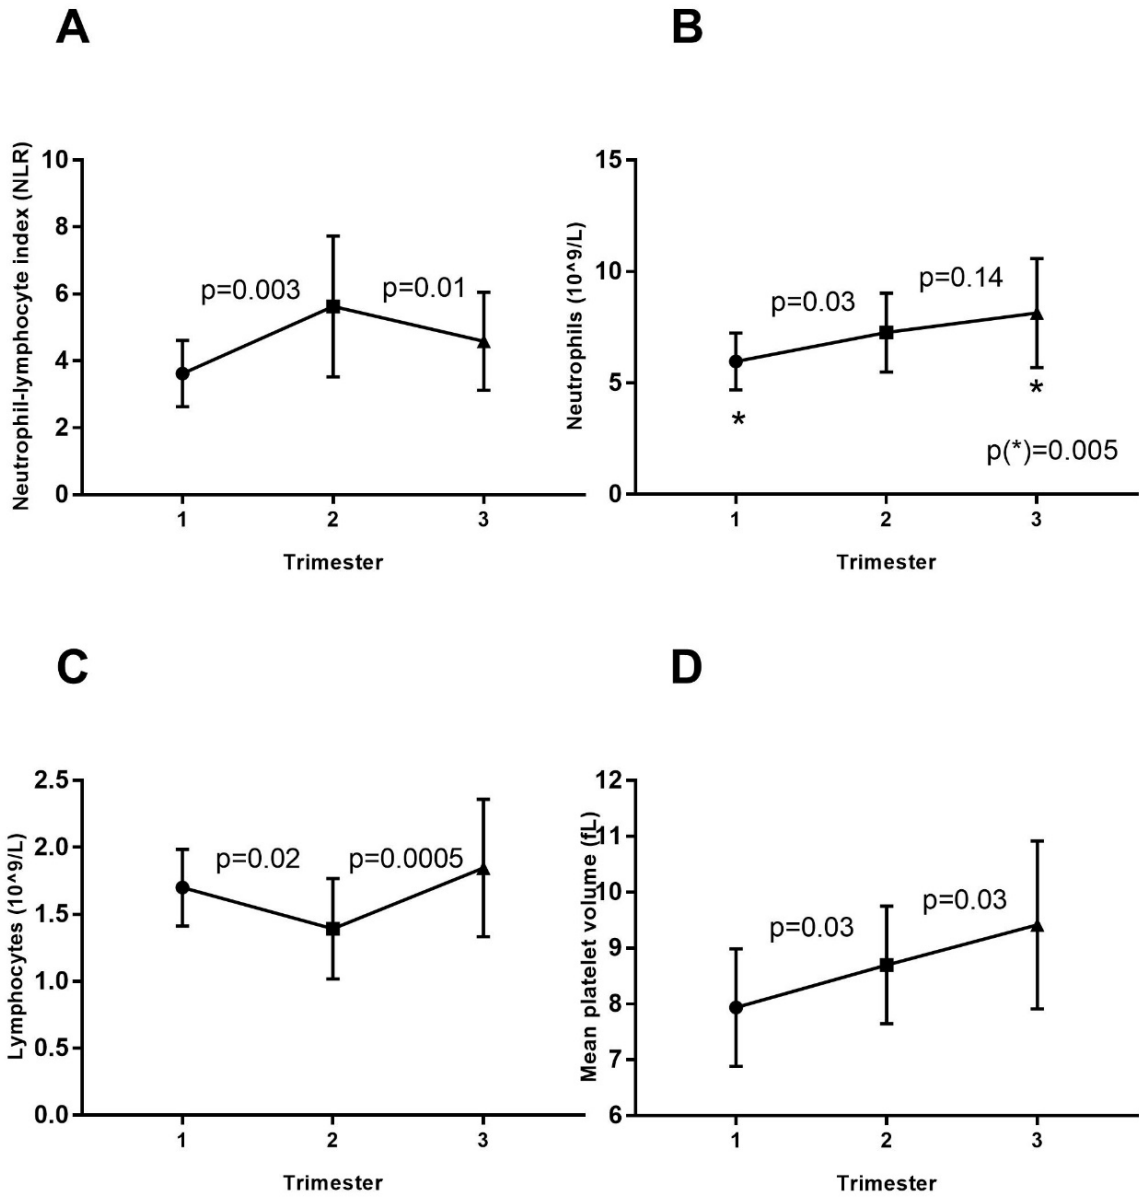 A
Neutrophil-lymphocyte index (NLR)
10
8
6
4
2
0
p=0.003
p=0.01
1 2 3
Trimester
B
Neutrophils (10^9/L)
15
10
5
0
p=0.03
p=0.14
*
*
p(*)=0.005
1 2 3
Trimester
C
Lymphocytes (10^9/L)
2.5
2.0
1.5
1.0
0.5
0.0
p=0.02
p=0.0005
1 2 3
Trimester
D
Mean platelet volume (fL)
12
11
10
9
8
7
6
p=0.03
p=0.03
1 2 3
Trimester